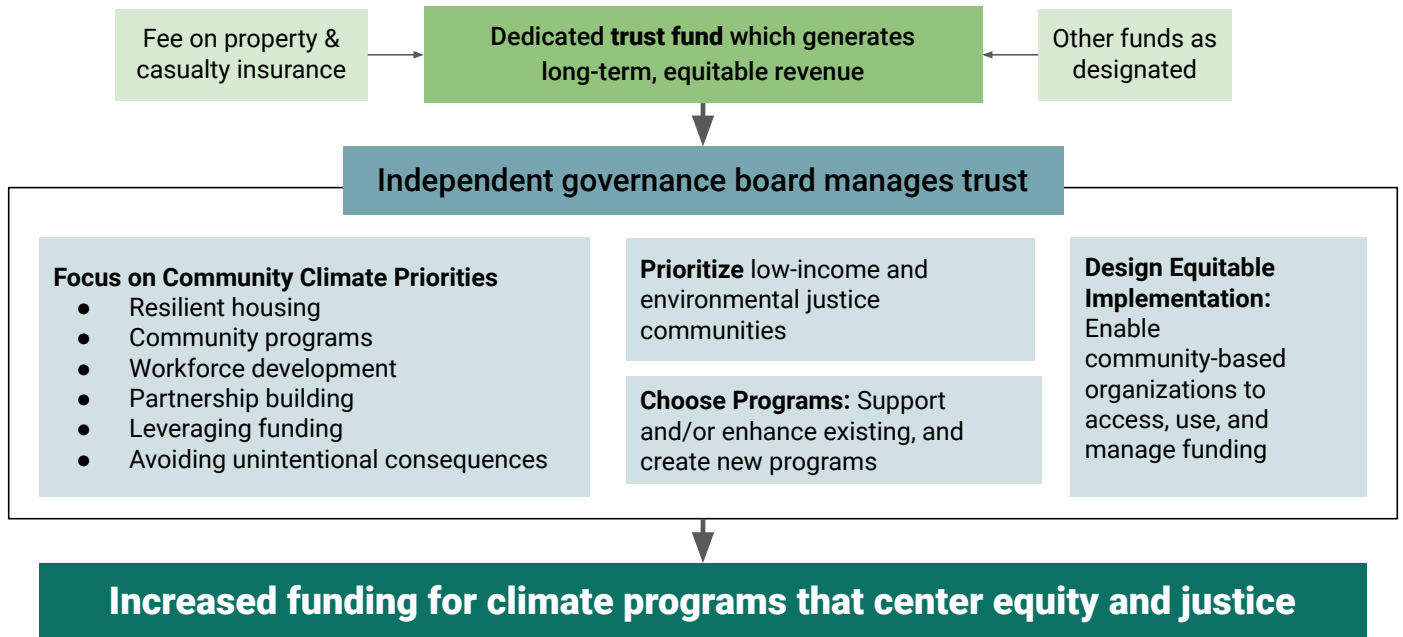 Fee on property &
casualty insurance
Dedicated trust fund which generates
long-term, equitable revenue
Other funds as
designated
Independent governance board manages trust
Focus on Community Climate Priorities
● Resilient housing
● Community programs
● Workforce development
● Partnership building
● Leveraging funding
● Avoiding unintentional consequences
Prioritize low-income and
environmental justice
communities
Choose Programs: Support
and/or enhance existing, and
create new programs
Design Equitable
Implementation:
Enable
community-based
organizations to
access, use, and
manage funding
Increased funding for climate programs that center equity and justice